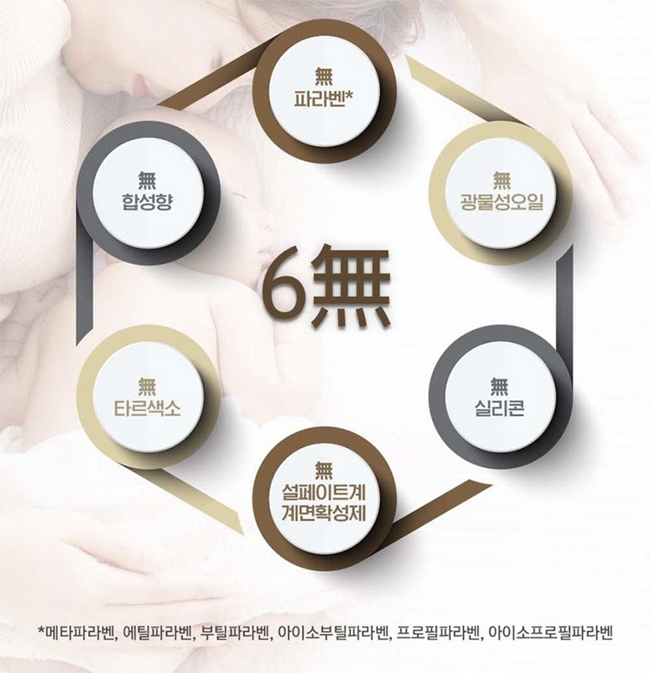 無
파라벤*
無
합성향
無
광물성오일
6無
無
타르색소
無
실리콘
無
설페이트계
계면확성제
*메타파라벤, 에틸파라벤, 부틸파라벤, 아이소부틸파라벤, 프로필파라벤, 아이소프로필파라벤